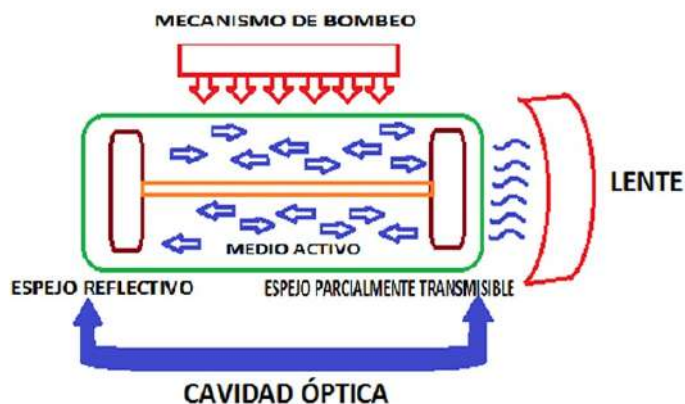 MECANISMO DE BOMBEO
LENTE
MEDIO ACTIVO
ESPEJO REFLECTIVO
ESPEJO PARCIALMENTE TRANSMISIBLE
CAVIDAD ÓPTICA